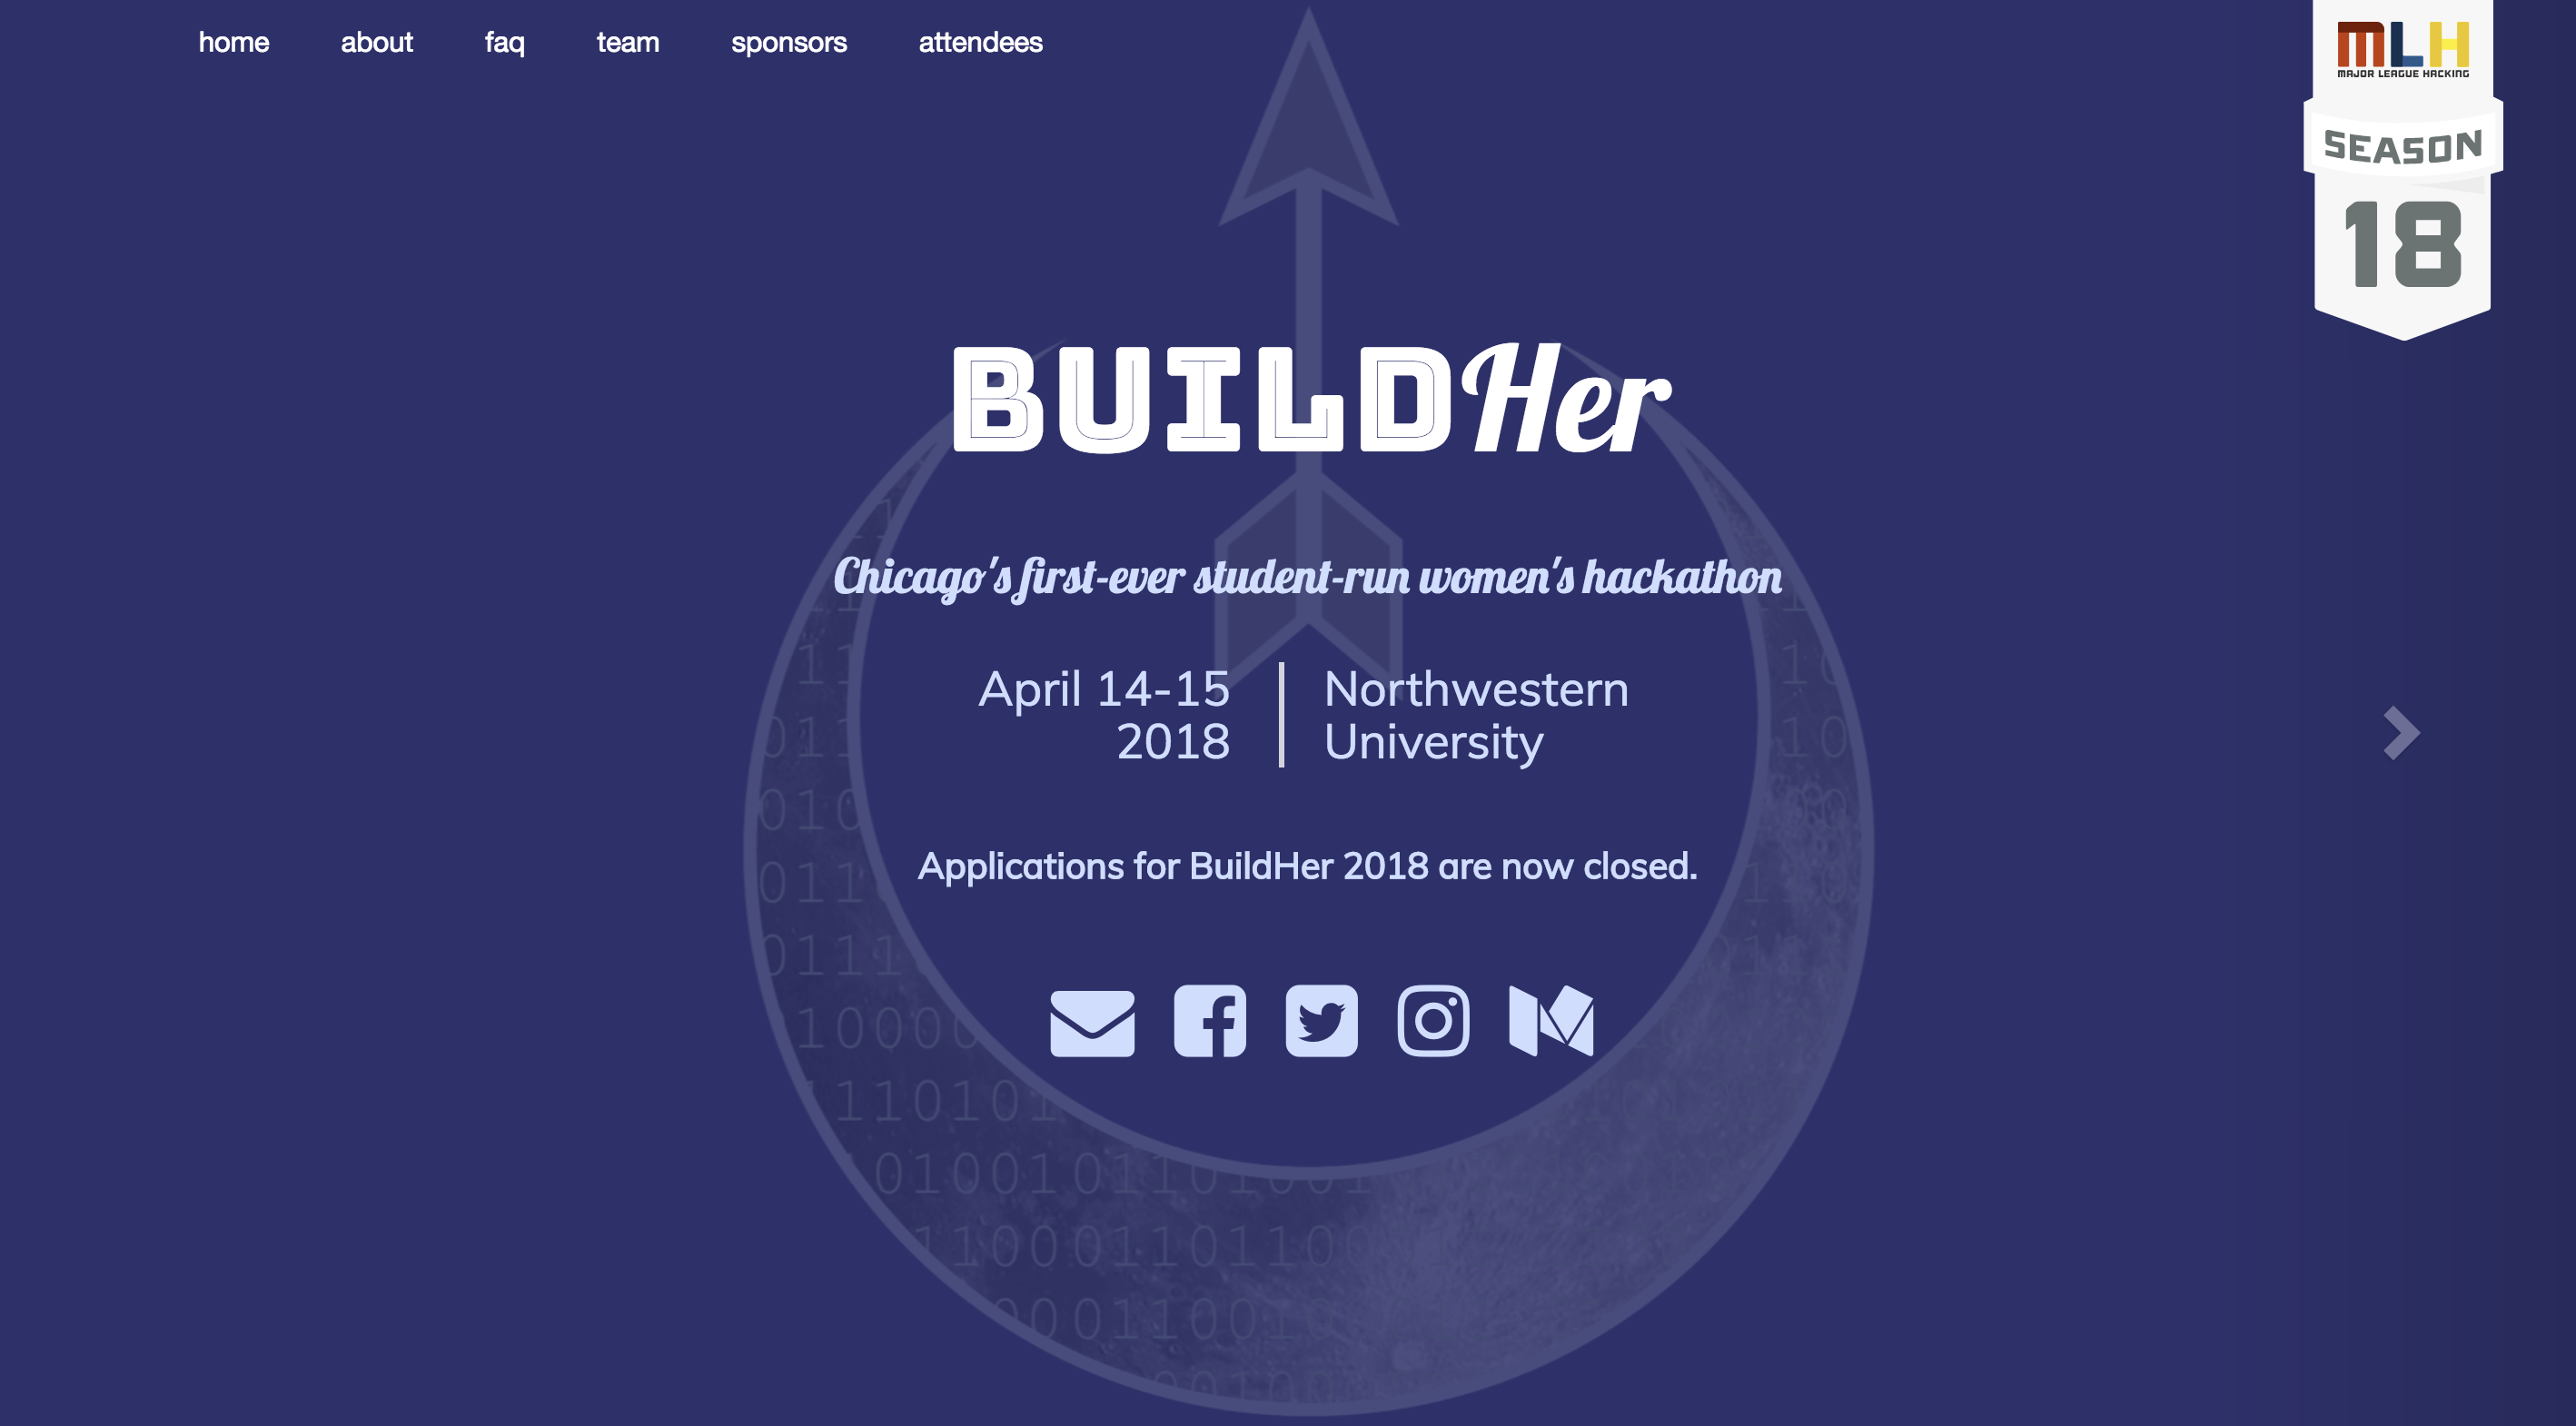 home about faq team sponsors attendees
MLH
MAJOR LEAGUE HACKING
SEASON
18
BUILDHer
Chicago's first-ever student-run women's hackathon
April 14-15
2018
Northwestern
University
Applications for BuildHer 2018 are now closed.